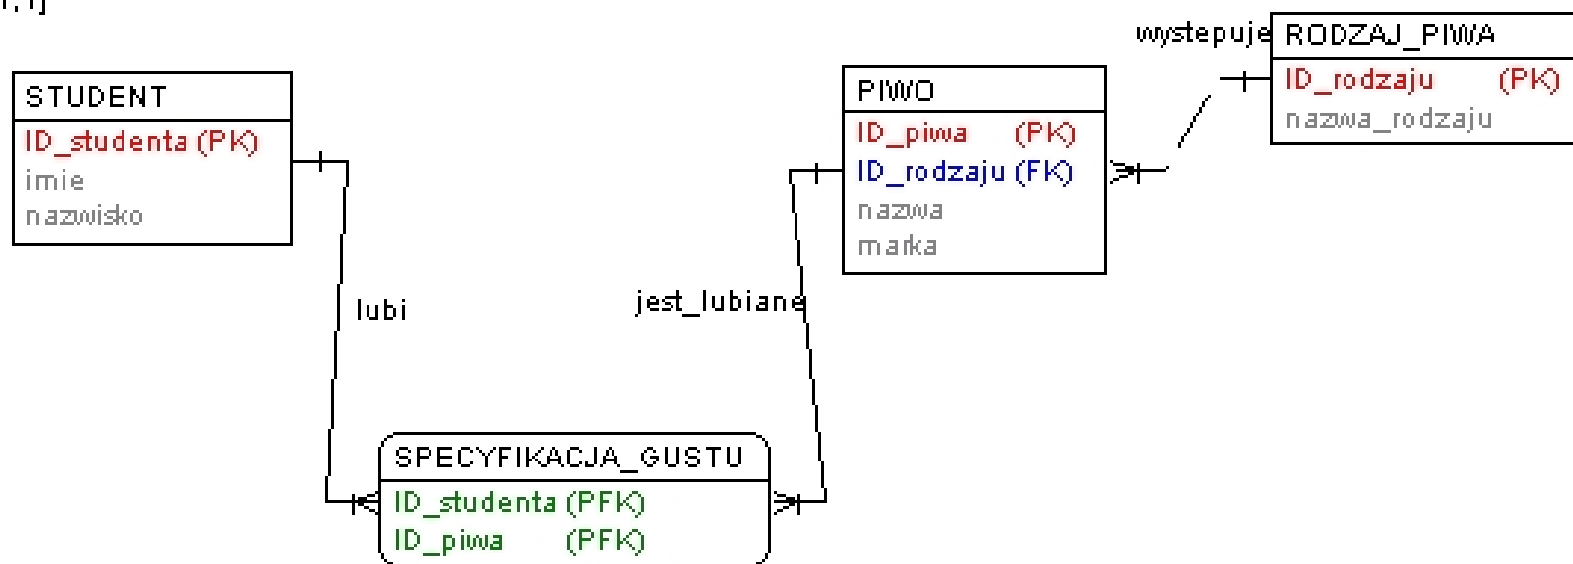 STUDENT
ID_studenta (PK)
imie
nazwisko
lubi
SPECYFIKACJA_GUSTU
ID_studenta (PFK)
ID_piwa (PFK)
jest_lubiane
PIWO
ID_piwa (PK)
ID_rodzaju (FK)
nazwa
marka
wystepuje
RODZAJ_PIWA
ID_rodzaju (PK)
nazwa_rodzaju